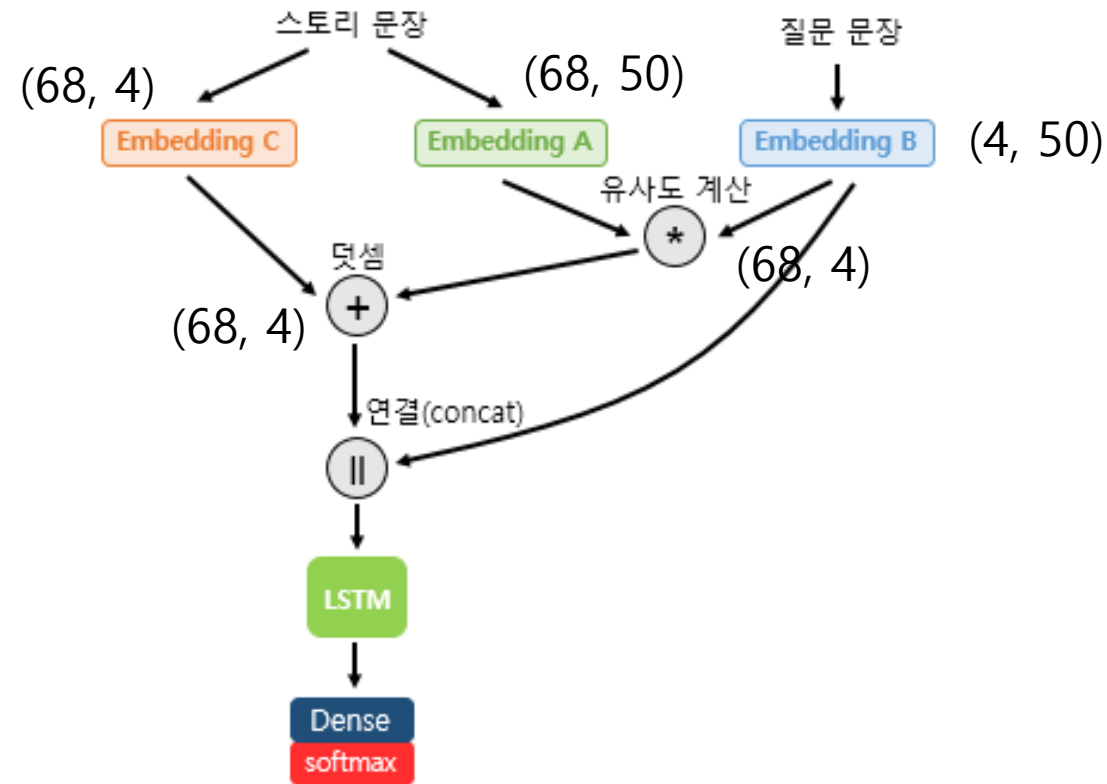 스토리 문장
질문 문장
(68, 4)
(68, 50)
Embedding C
Embedding A
Embedding B
(4, 50)
유사도 계산
*
(68, 4)
덧셈
+
(68, 4)
연결(concat)
||
LSTM
Dense
softmax